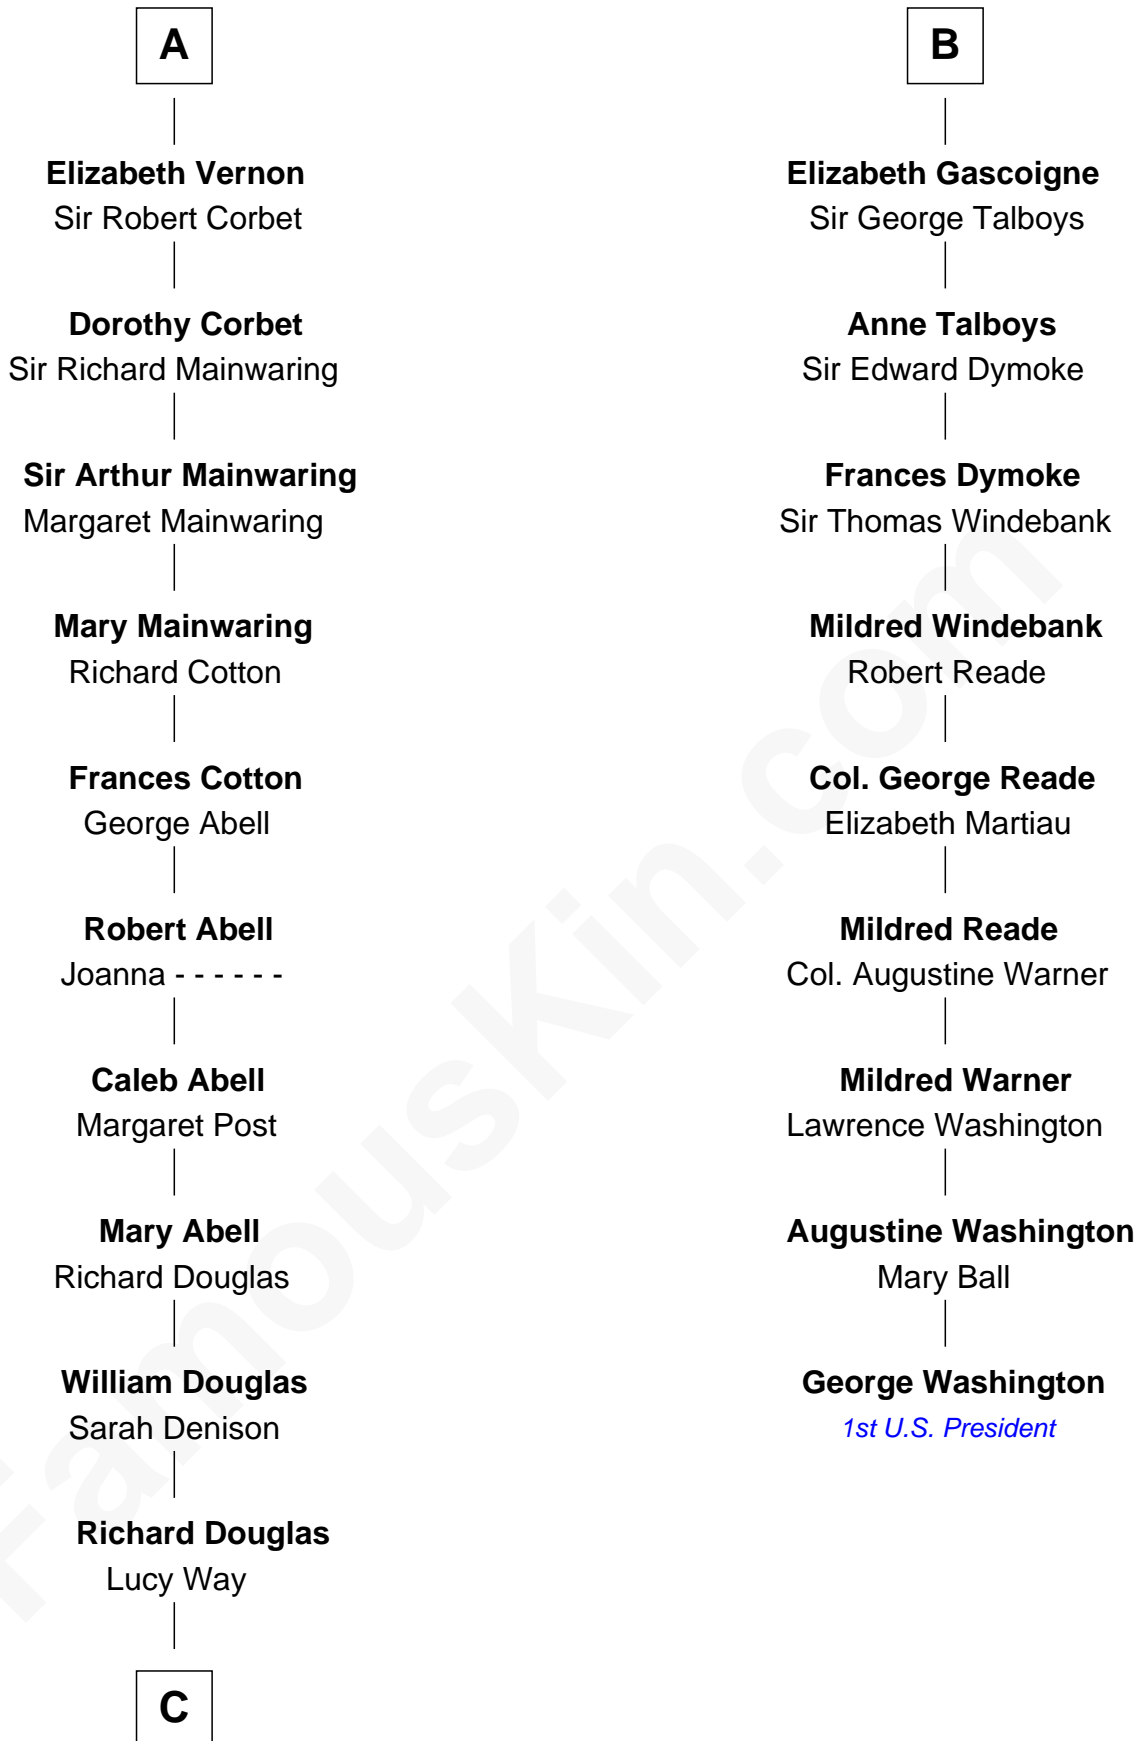 A
Elizabeth Vernon
Sir Robert Corbet
Dorothy Corbet
Sir Richard Mainwaring
Sir Arthur Mainwaring
Margaret Mainwaring
Mary Mainwaring
Richard Cotton
Frances Cotton
George Abell
Robert Abell
Joanna - - - - - -
Caleb Abell
Margaret Post
Mary Abell
Richard Douglas
William Douglas
Sarah Denison
Richard Douglas
Lucy Way
C
B
Elizabeth Gascoigne
Sir George Talboys
Anne Talboys
Sir Edward Dymoke
Frances Dymoke
Sir Thomas Windebank
Mildred Windebank
Robert Reade
Col. George Reade
Elizabeth Martiau
Mildred Reade
Col. Augustine Warner
Mildred Warner
Lawrence Washington
Augustine Washington
Mary Ball
George Washington
1st U.S. President
FamousKin.com